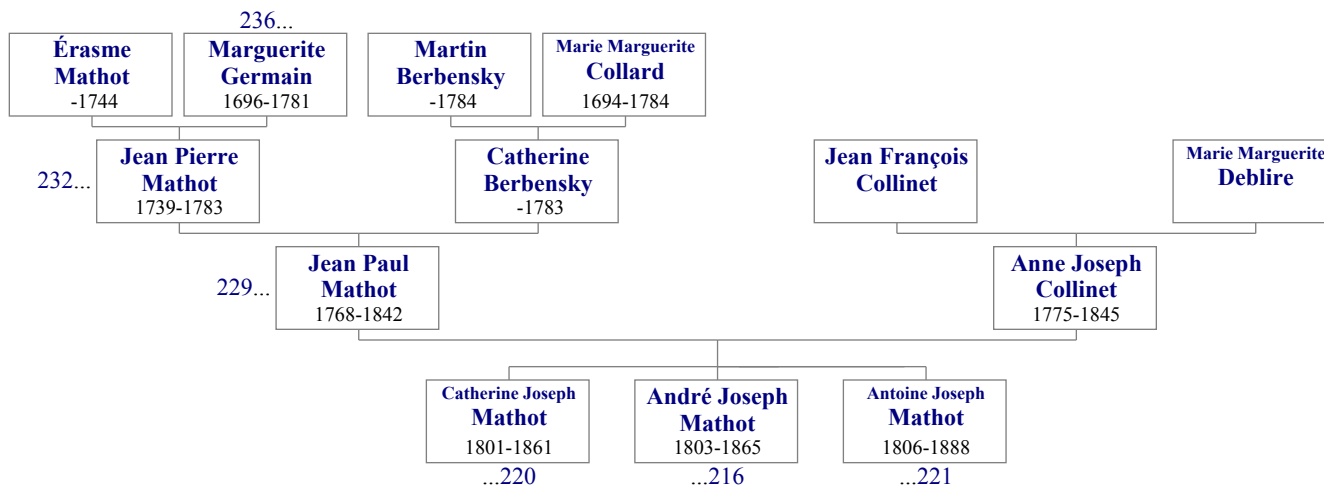 236...
Érasme
Mathot
-1744
Marguerite
Germain
1696-1781
Martin
Berbensky
-1784
Marie Marguerite
Collard
1694-1784
232...
Jean Pierre
Mathot
1739-1783
Catherine
Berbensky
-1783
Jean François
Collinet
Marie Marguerite
Deblire
229...
Jean Paul
Mathot
1768-1842
Anne Joseph
Collinet
1775-1845
Catherine Joseph
Mathot
1801-1861
...220
André Joseph
Mathot
1803-1865
...216
Antoine Joseph
Mathot
1806-1888
...221